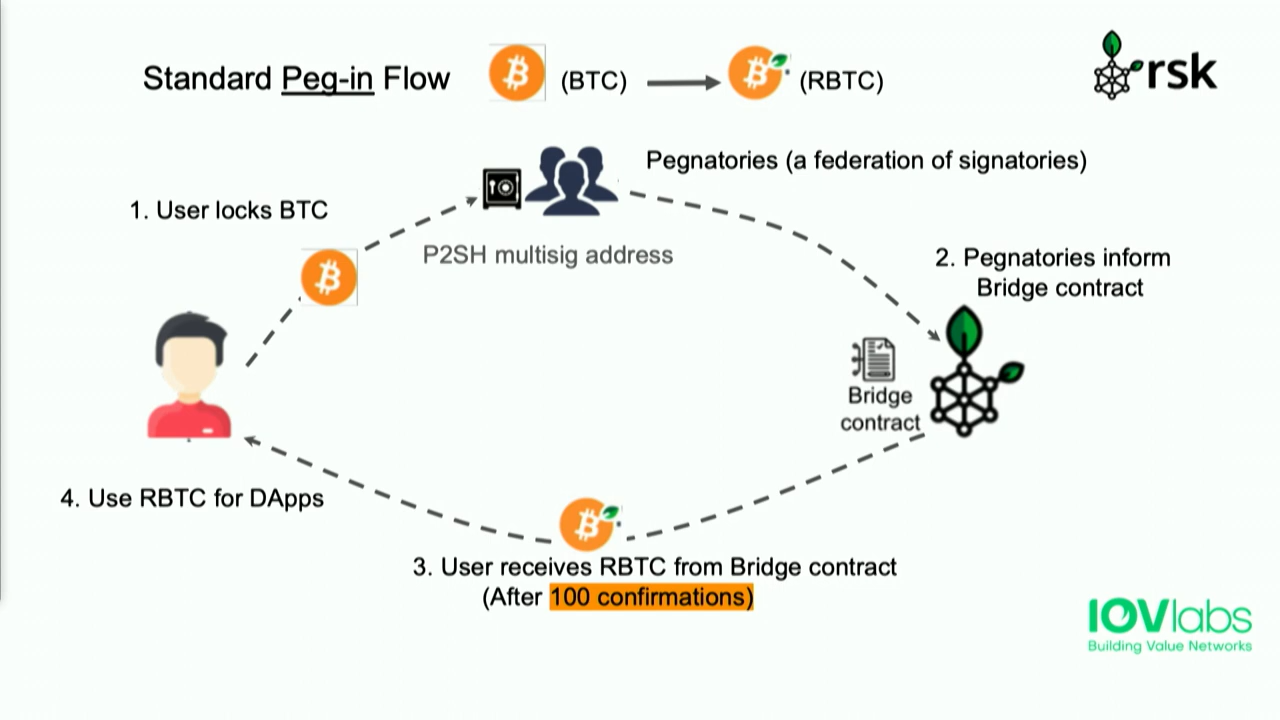 Standard Peg-in Flow
(BTC)
(RBTC)
rsk
Pegnatories (a federation of signatories)
1. User locks BTC
P2SH multisig address
2. Pegnatories inform
Bridge contract
Bridge
contract
4. Use RBTC for DApps
3. User receives RBTC from Bridge contract
(After 100 confirmations)
IOVlabs
Building Value Networks